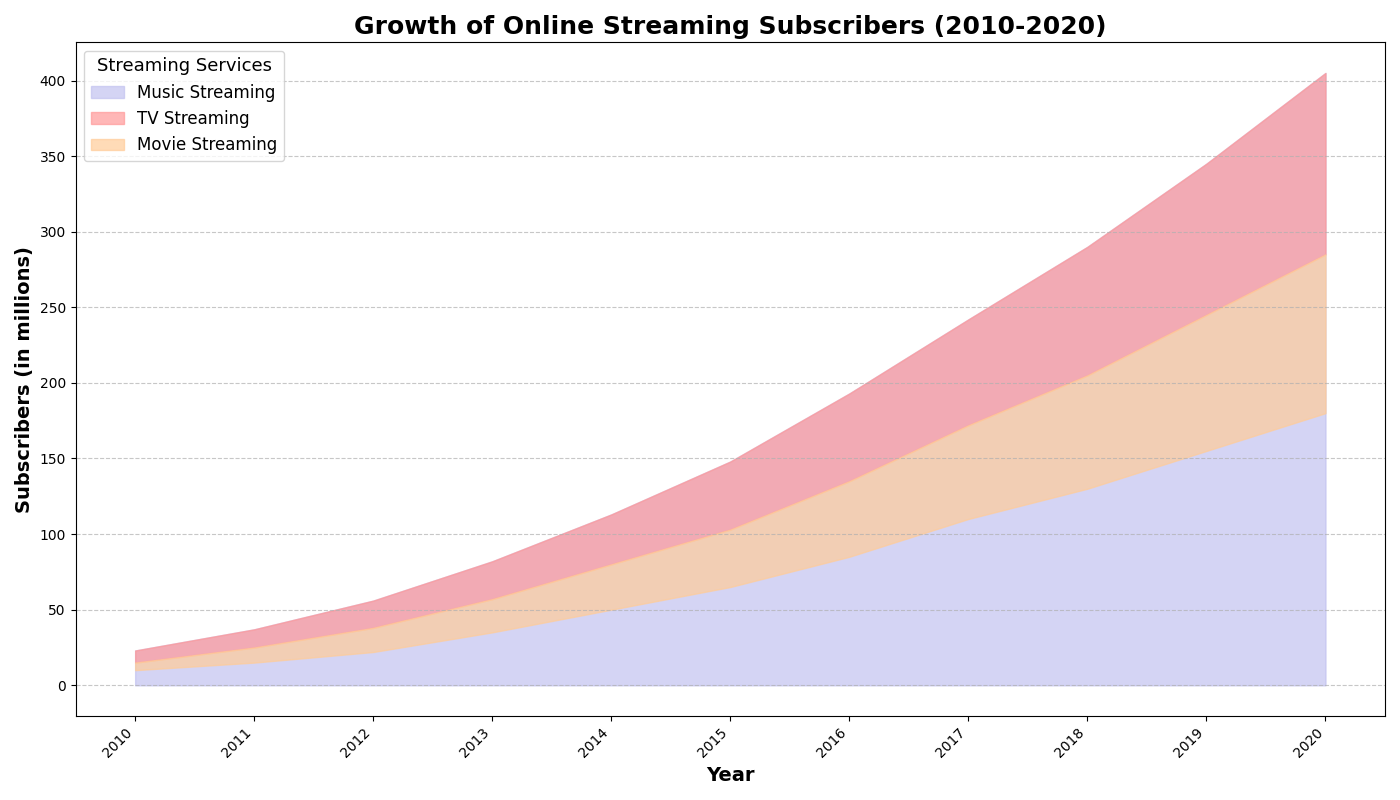 Growth of Online Streaming Subscribers (2010-2020)
Streaming Services
Music Streaming
TV Streaming
Movie Streaming
Subscribers (in millions)
400
350
300
250
200
150
100
50
0
2010
2011
2012
2013
2014
2015
2016
2017
2018
2019
2020
Year